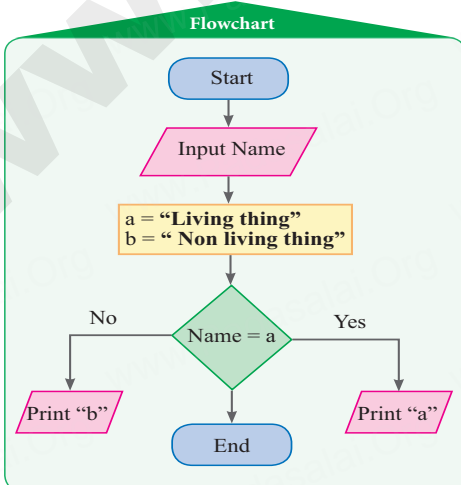 Flowchart
Start
Input Name
a = “Living thing”
b = “ Non living thing”
No
Name = a
Yes
Print “b”
Print “a”
End